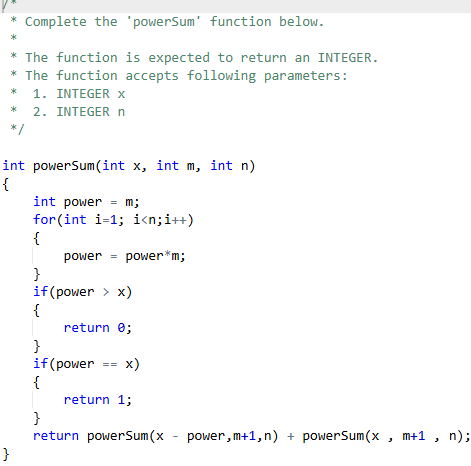 /*
 * Complete the 'powerSum' function below.
 *
 * The function is expected to return an INTEGER.
 * The function accepts following parameters:
 *  1. INTEGER x
 *  2. INTEGER n
 */

int powerSum(int x, int m, int n)
{
    int power = m;
    for(int i=1; i<n;i++)
    {
        power = power*m;
    }
    if(power > x)
    {
        return 0;
    }
    if(power == x)
    {
        return 1;
    }
    return powerSum(x - power,m+1,n) + powerSum(x , m+1 , n);
}